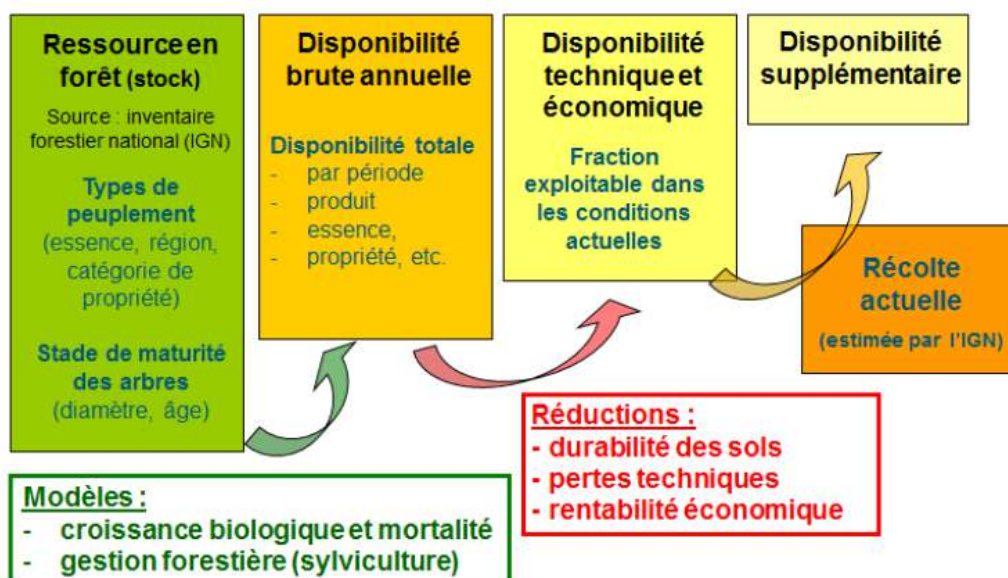 Ressource en
forêt (stock)
Source : inventaire
forestier national (IGN)
Types de
peuplement
(essence, région,
catégorie de
propriété)
Stade de maturité
des arbres
(diamètre, âge)
Disponibilité
brute annuelle
Disponibilité totale
- par période
- produit
- essence,
- propriété, etc.
Disponibilité
technique et
économique
Fraction
exploitable dans
les conditions
actuelles
Disponibilité
supplémentaire
Récolte
actuelle
(estimée par l'IGN)
Modèles :
- croissance biologique et mortalité
- gestion forestière (sylviculture)
Réductions :
- durabilité des sols
- pertes techniques
- rentabilité économique